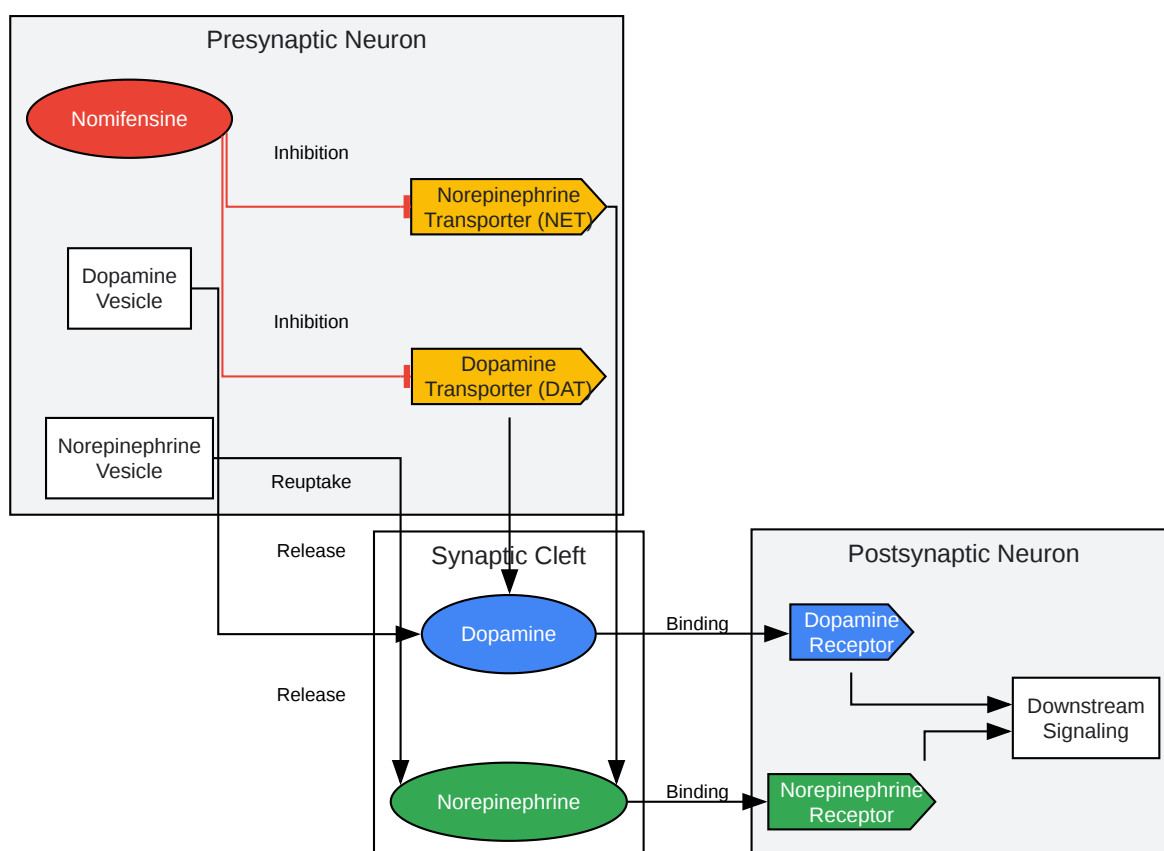 Presynaptic Neuron
Nomifensine
Inhibition
Norepinephrine
Transporter (NET)
Dopamine
Vesicle
Inhibition
Dopamine
Transporter (DAT)
Norepinephrine
Vesicle
Reuptake
Release
Synaptic Cleft
Postsynaptic Neuron
Dopamine
Binding
Dopamine
Receptor
Release
Downstream
Signaling
Norepinephrine
Binding
Norepinephrine
Receptor